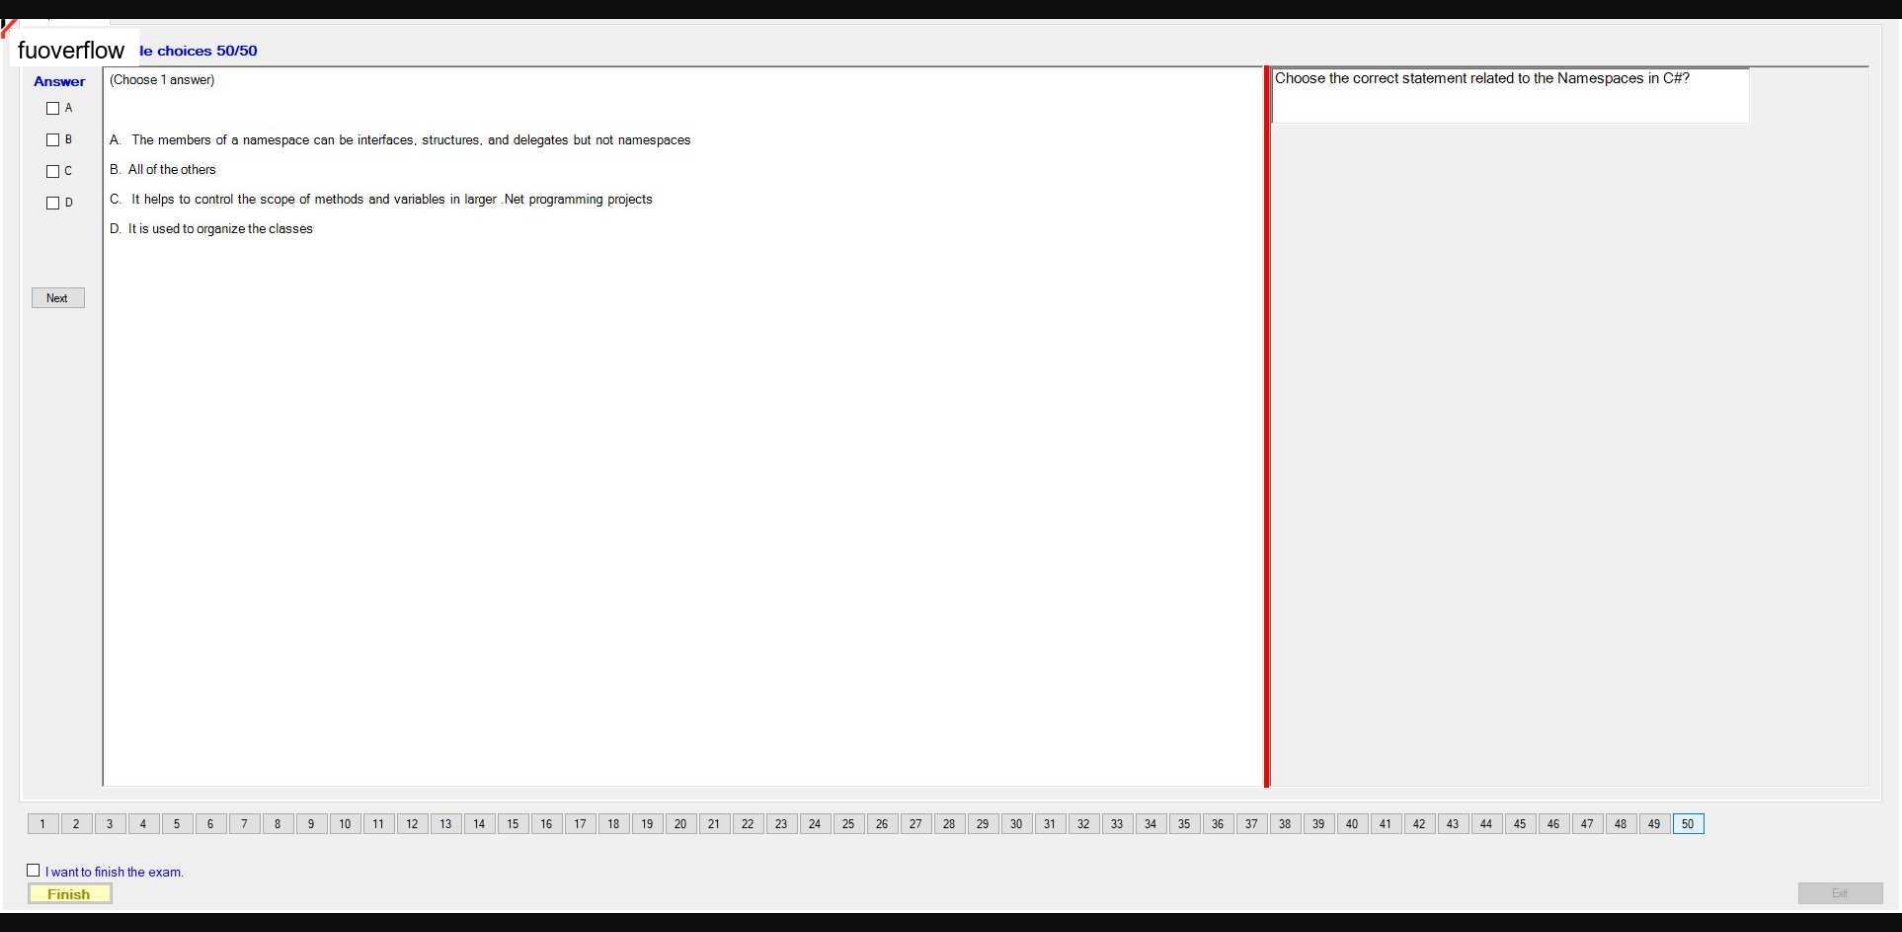 fuoverflow le choices 50/50
Answer
(Choose 1 answer)
Choose the correct statement related to the Namespaces in C#?
A
B
C
D
A. The members of a namespace can be interfaces, structures, and delegates but not namespaces
B. All of the others
C. It helps to control the scope of methods and variables in larger .Net programming projects
D. It is used to organize the classes
Next
1 2 3 4 5 6 7 8 9 10 11 12 13 14 15 16 17 18 19 20 21 22 23 24 25 26 27 28 29 30 31 32 33 34 35 36 37 38 39 40 41 42 43 44 45 46 47 48 49 50
I want to finish the exam.
Finish
Exit